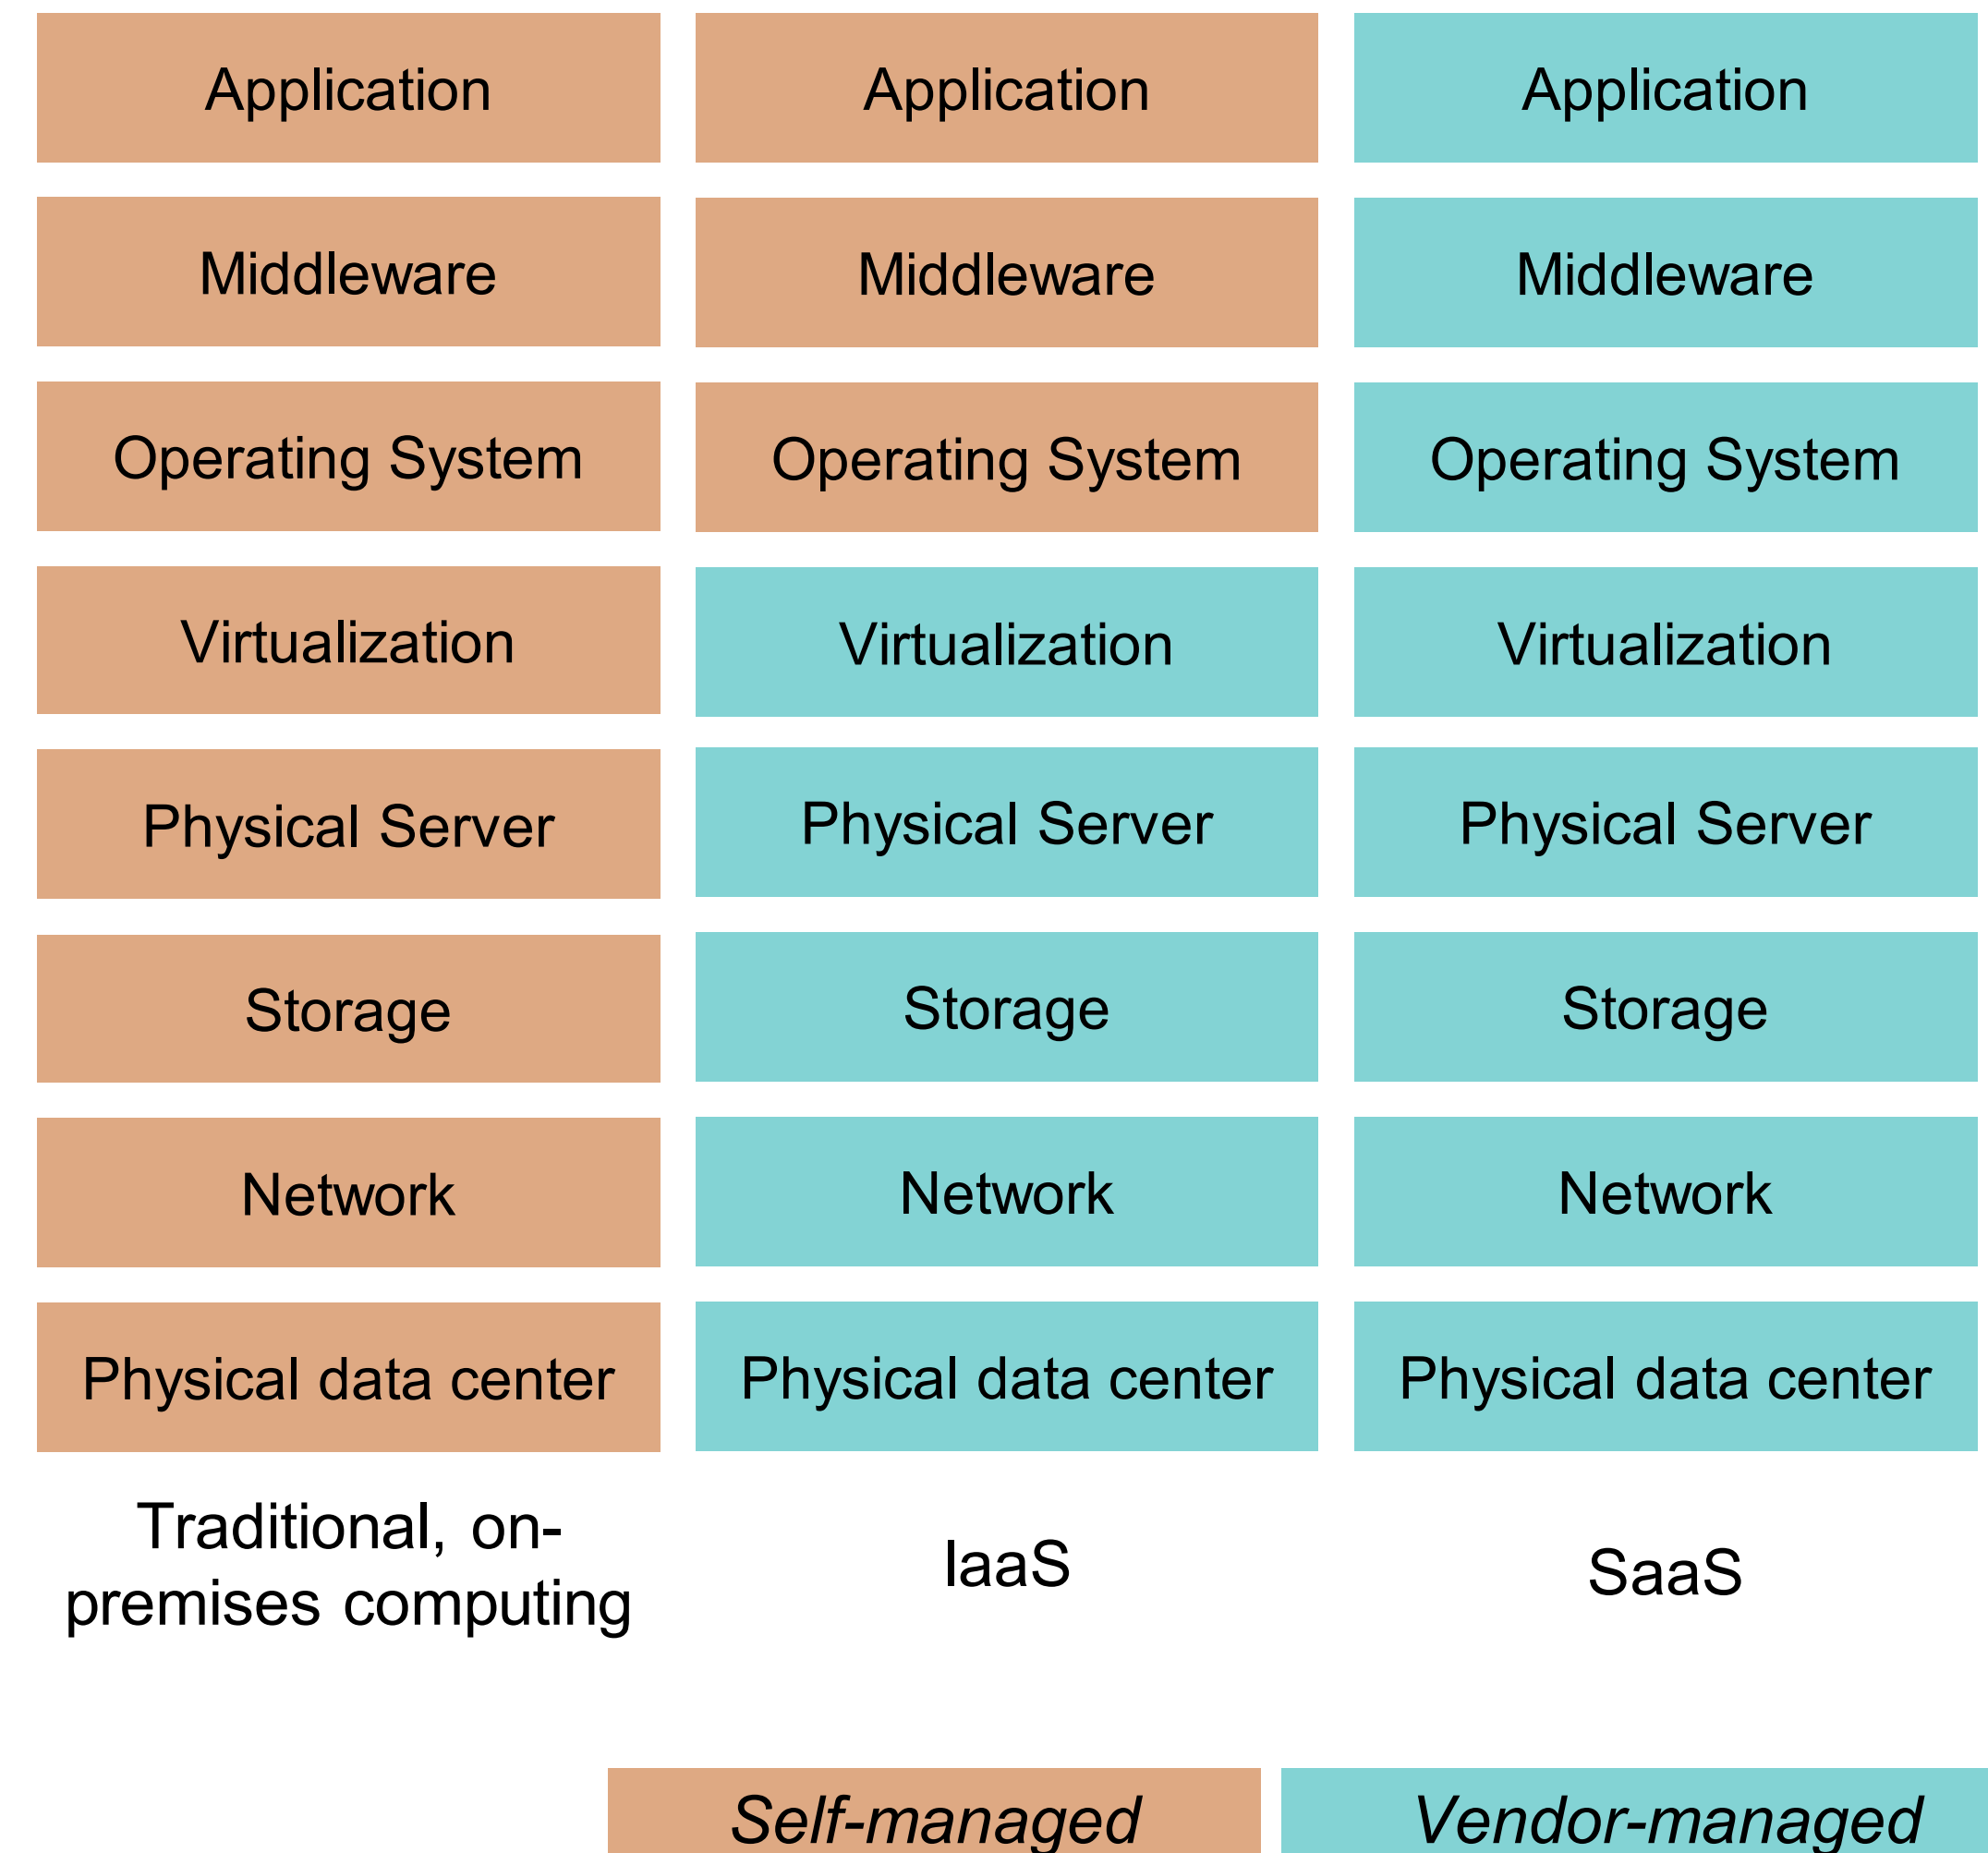 Application
Application
Application
Middleware
Middleware
Middleware
Operating System
Operating System
Operating System
Virtualization
Virtualization
Virtualization
Physical Server
Physical Server
Physical Server
Storage
Storage
Storage
Network
Network
Network
Physical data center
Physical data center
Physical data center
Traditional, on-
premises computing
IaaS
SaaS
Self-managed
Vendor-managed